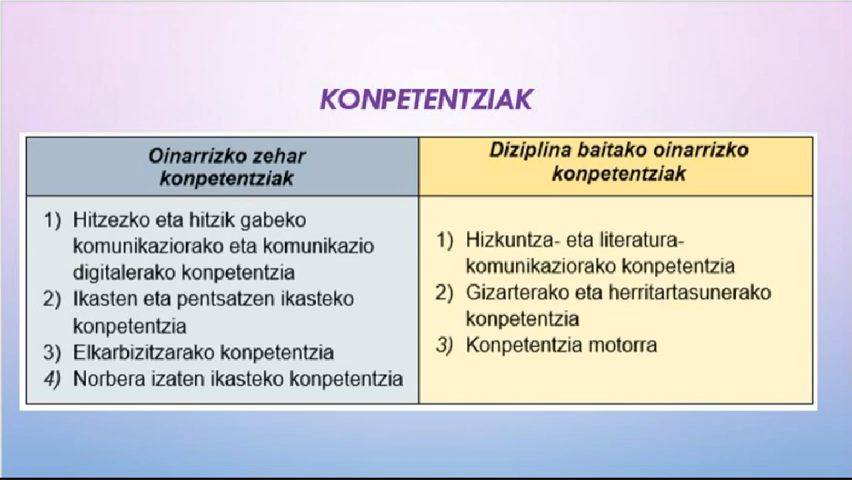 KONPETENTZIAK
Oinarrizko zehar
konpetentziak
1) Hitzezko eta hitzik gabeko
komunikaziorako eta komunikazio
digitalerako konpetentzia
2) Ikasten eta pentsatzen ikasteko
konpetentzia
3) Elkarbizitzarako konpetentzia
4) Norbera izaten ikasteko konpetentzia
Diziplina baitako oinarrizko
konpetentziak
1) Hizkuntza- eta literatura-
komunikaziorako konpetentzia
2) Gizarterako eta herritartasunerako
konpetentzia
3) Konpetentzia motorra